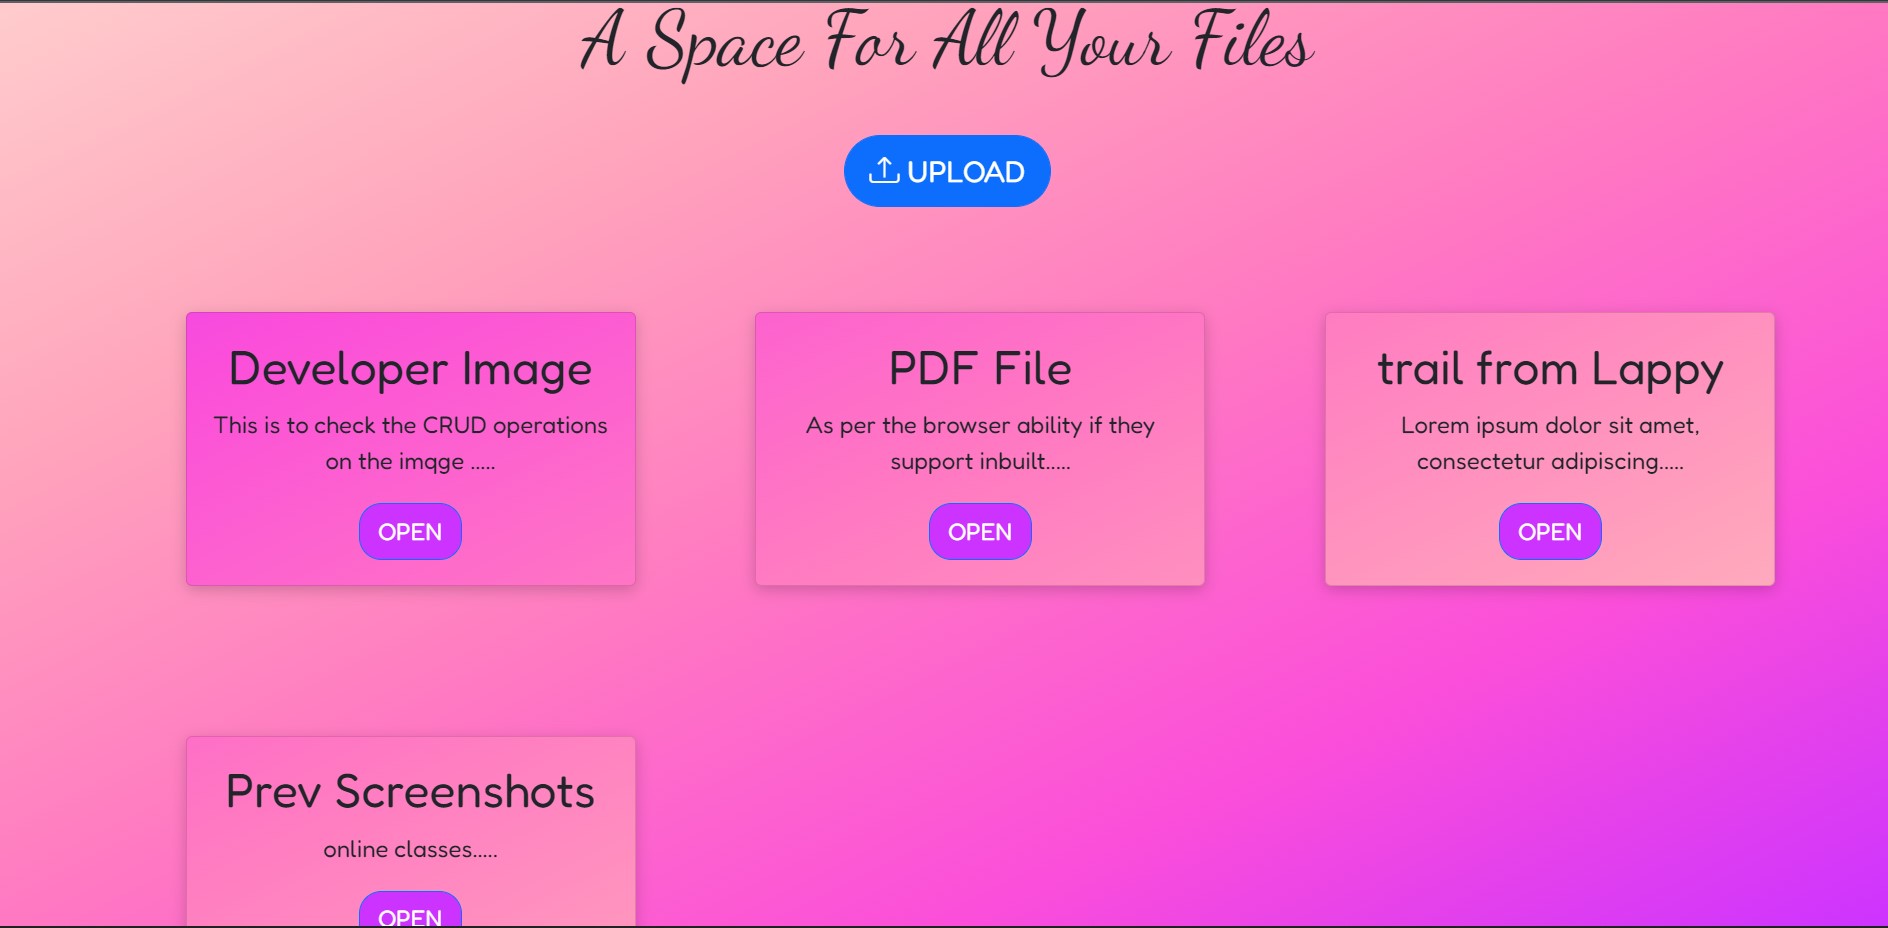 A Space For All Your Files
UPLOAD
Developer Image
This is to check the CRUD operations
on the imqge .....
OPEN
PDF File
As per the browser ability if they
support inbuilt.....
OPEN
trail from Lappy
Lorem ipsum dolor sit amet,
consectetur adipiscing.....
OPEN
Prev Screenshots
online classes.....
OPEN